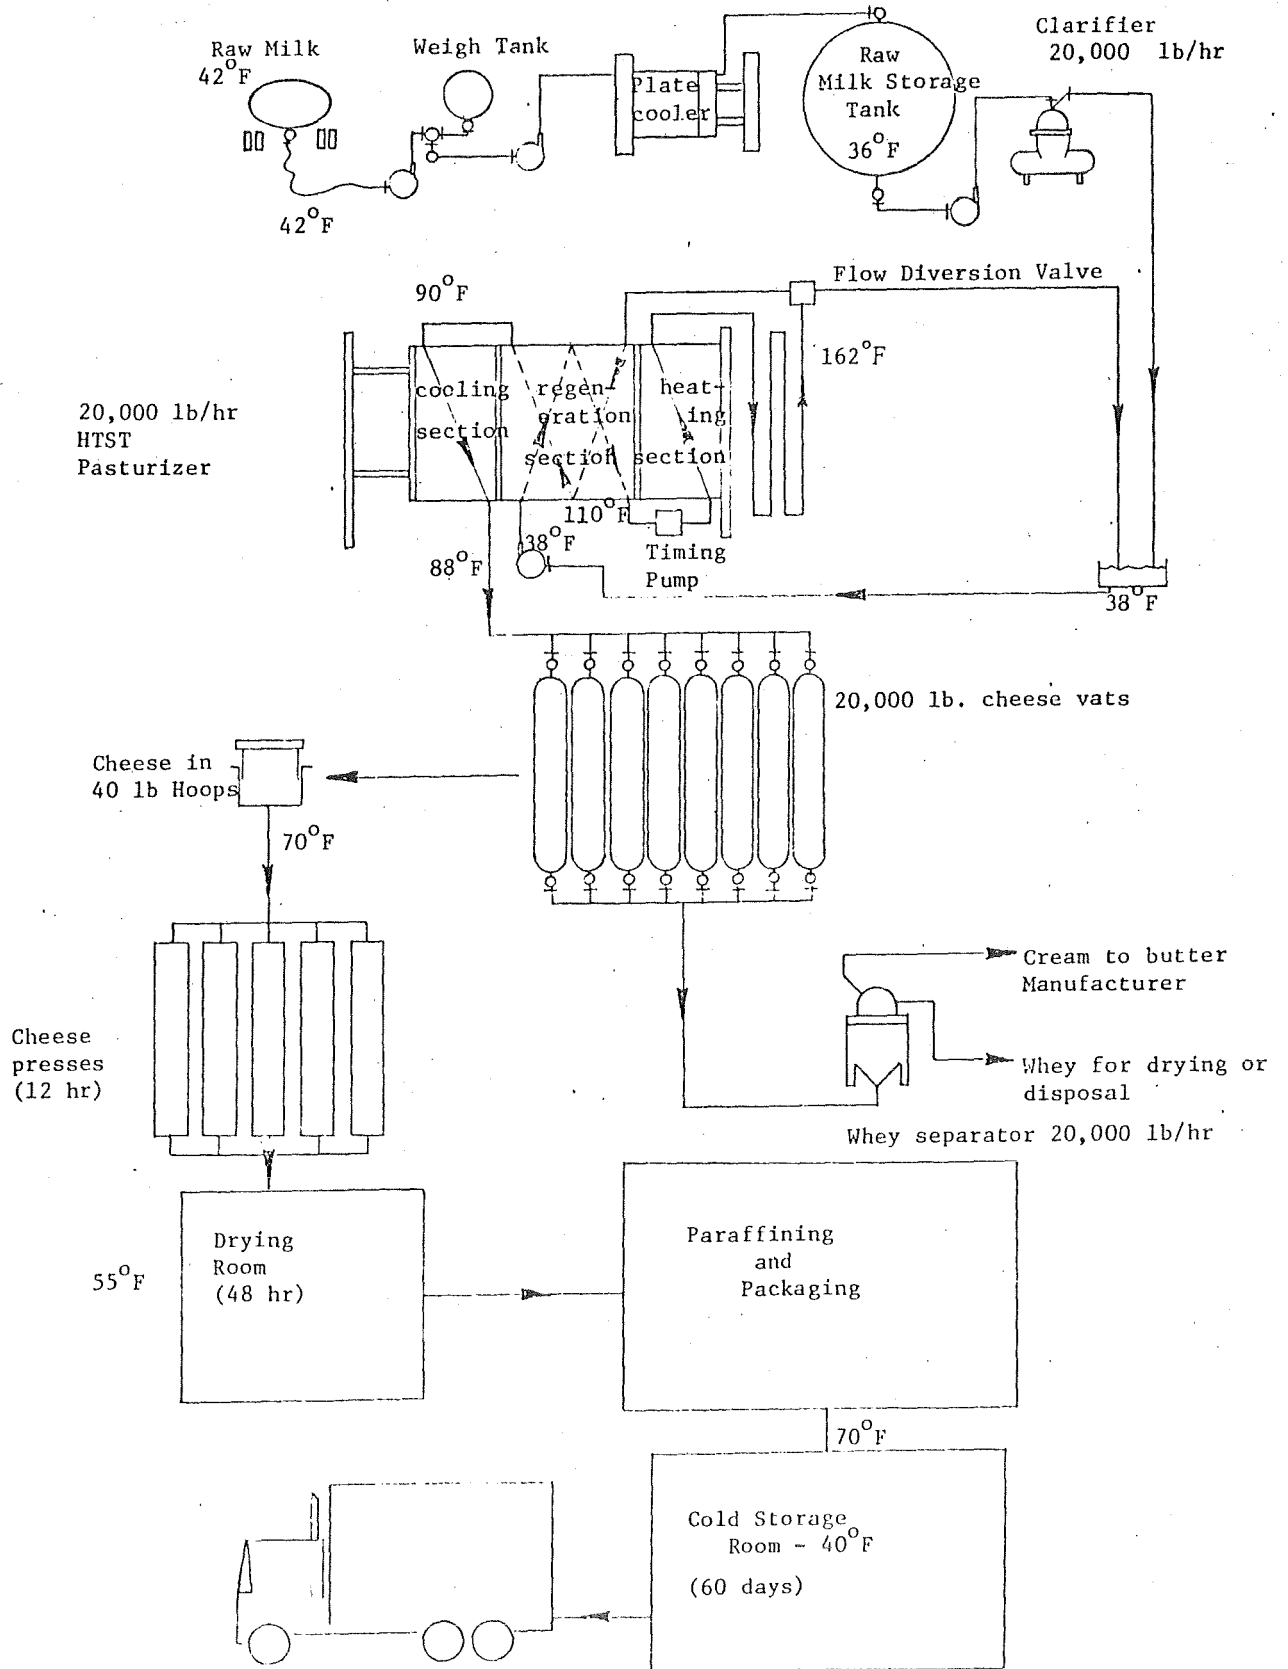 Raw Milk
42°F
Weigh Tank
Plate
cooler
Raw
Milk Storage
Tank
36°F
Clarifier
20,000 lb/hr
42°F
Flow Diversion Valve
90°F
162°F
cooling
section
regen-
eration
section
heat-
ing
section
20,000 lb/hr
HTST
Pasturizer
110°F
38°F
88°F
Timing
Pump
38°F
20,000 lb. cheese vats
Cheese in
40 lb Hoops
70°F
Cream to butter
Manufacturer
Cheese
presses
(12 hr)
Whey for drying or
disposal
Whey separator 20,000 lb/hr
Drying
Room
(48 hr)
55°F
Paraffining
and
Packaging
70°F
Cold Storage
Room - 40°F
(60 days)